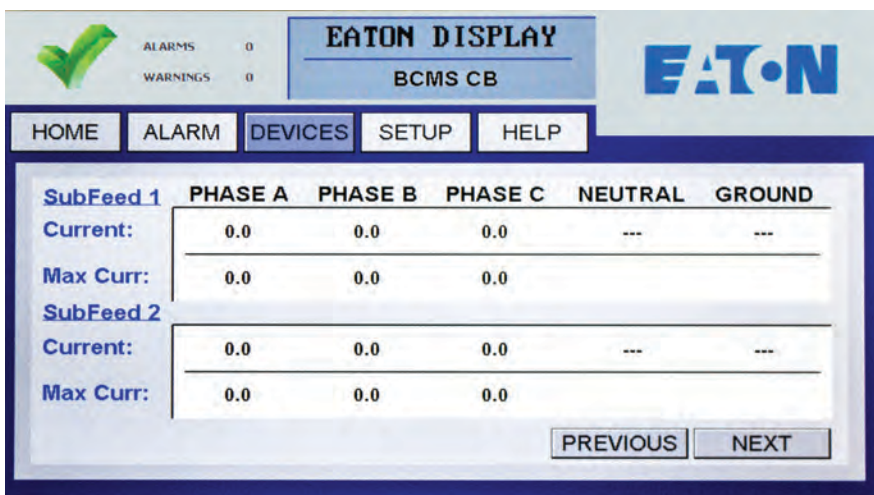 ALARMS 0
WARNINGS 0
EATON DISPLAY
BCMS CB
EATON
HOME ALARM DEVICES SETUP HELP
SubFeed 1 PHASE A PHASE B PHASE C NEUTRAL GROUND
Current: 0.0 0.0 0.0 --- ---
Max Curr: 0.0 0.0 0.0
SubFeed 2
Current: 0.0 0.0 0.0 --- ---
Max Curr: 0.0 0.0 0.0
PREVIOUS NEXT